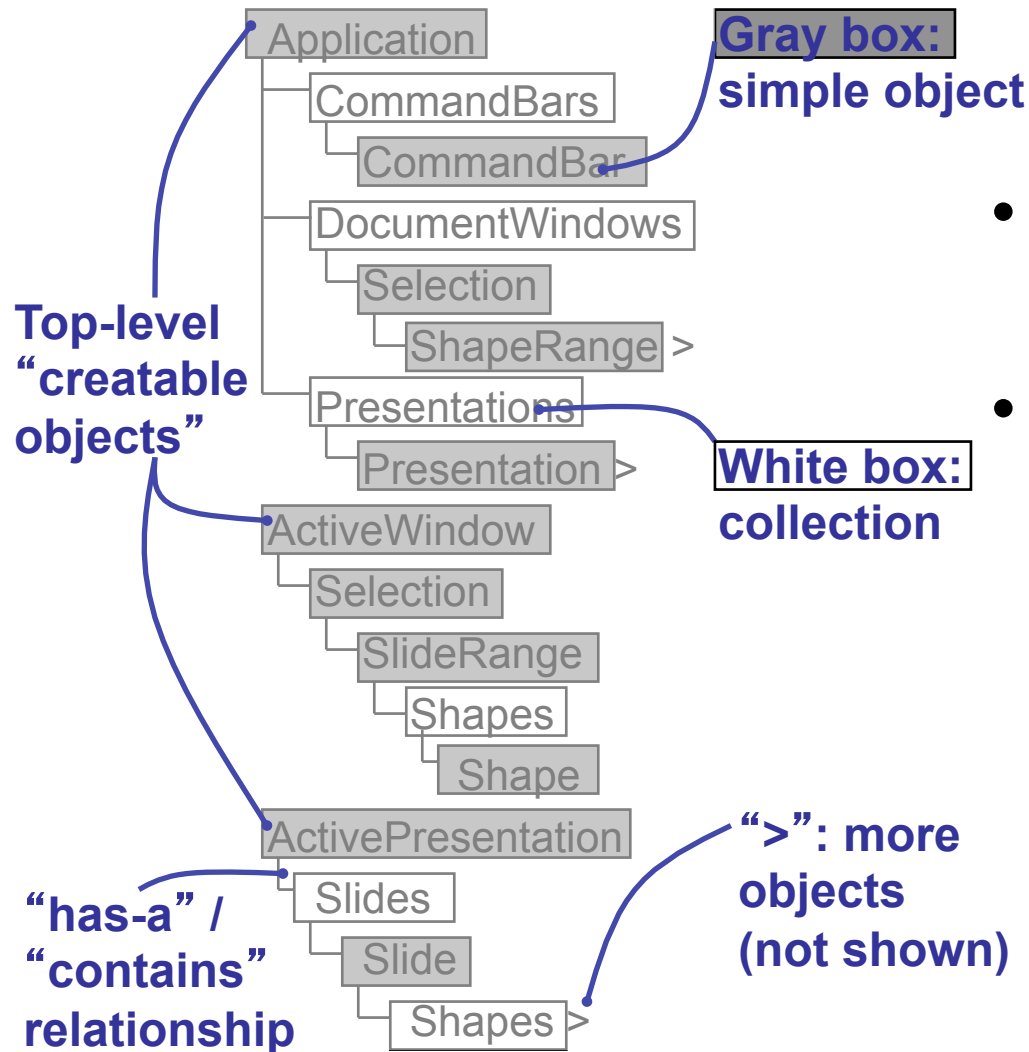 Application
CommandBars
CommandBar
DocumentWindows
Selection
ShapeRange >
Presentations
Presentation >
ActiveWindow
Selection
SlideRange
Shapes
Shape
ActivePresentation
Slides
Slide
Shapes >
Gray box:
simple object
•
•
White box:
collection
Top-level
“creatable
objects”
“has-a” /
“contains”
relationship
“>”: more
objects
(not shown)